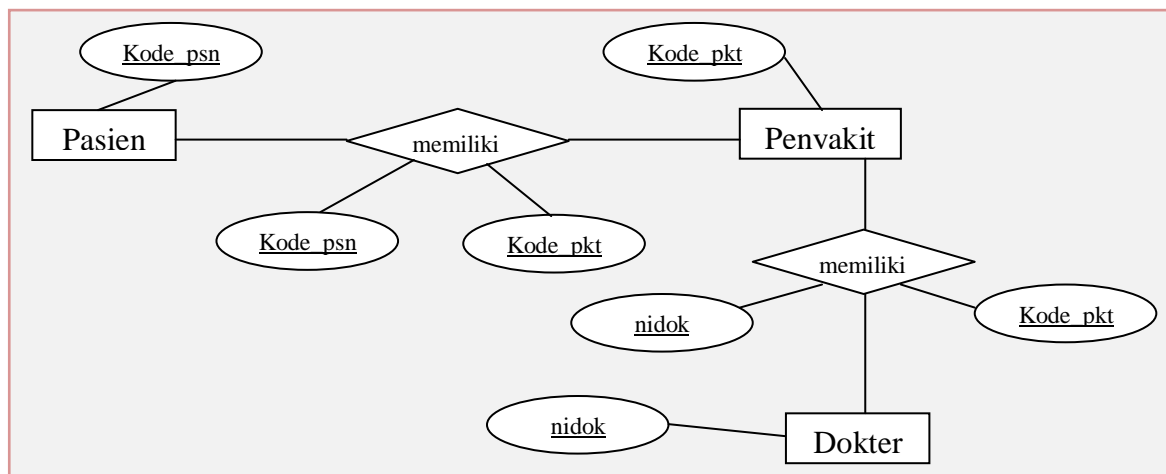 Kode_psn
Kode_pkt
Pasien
memiliki
Penvakit
Kode_psn
Kode_pkt
memiliki
nidok
Kode_pkt
nidok
Dokter